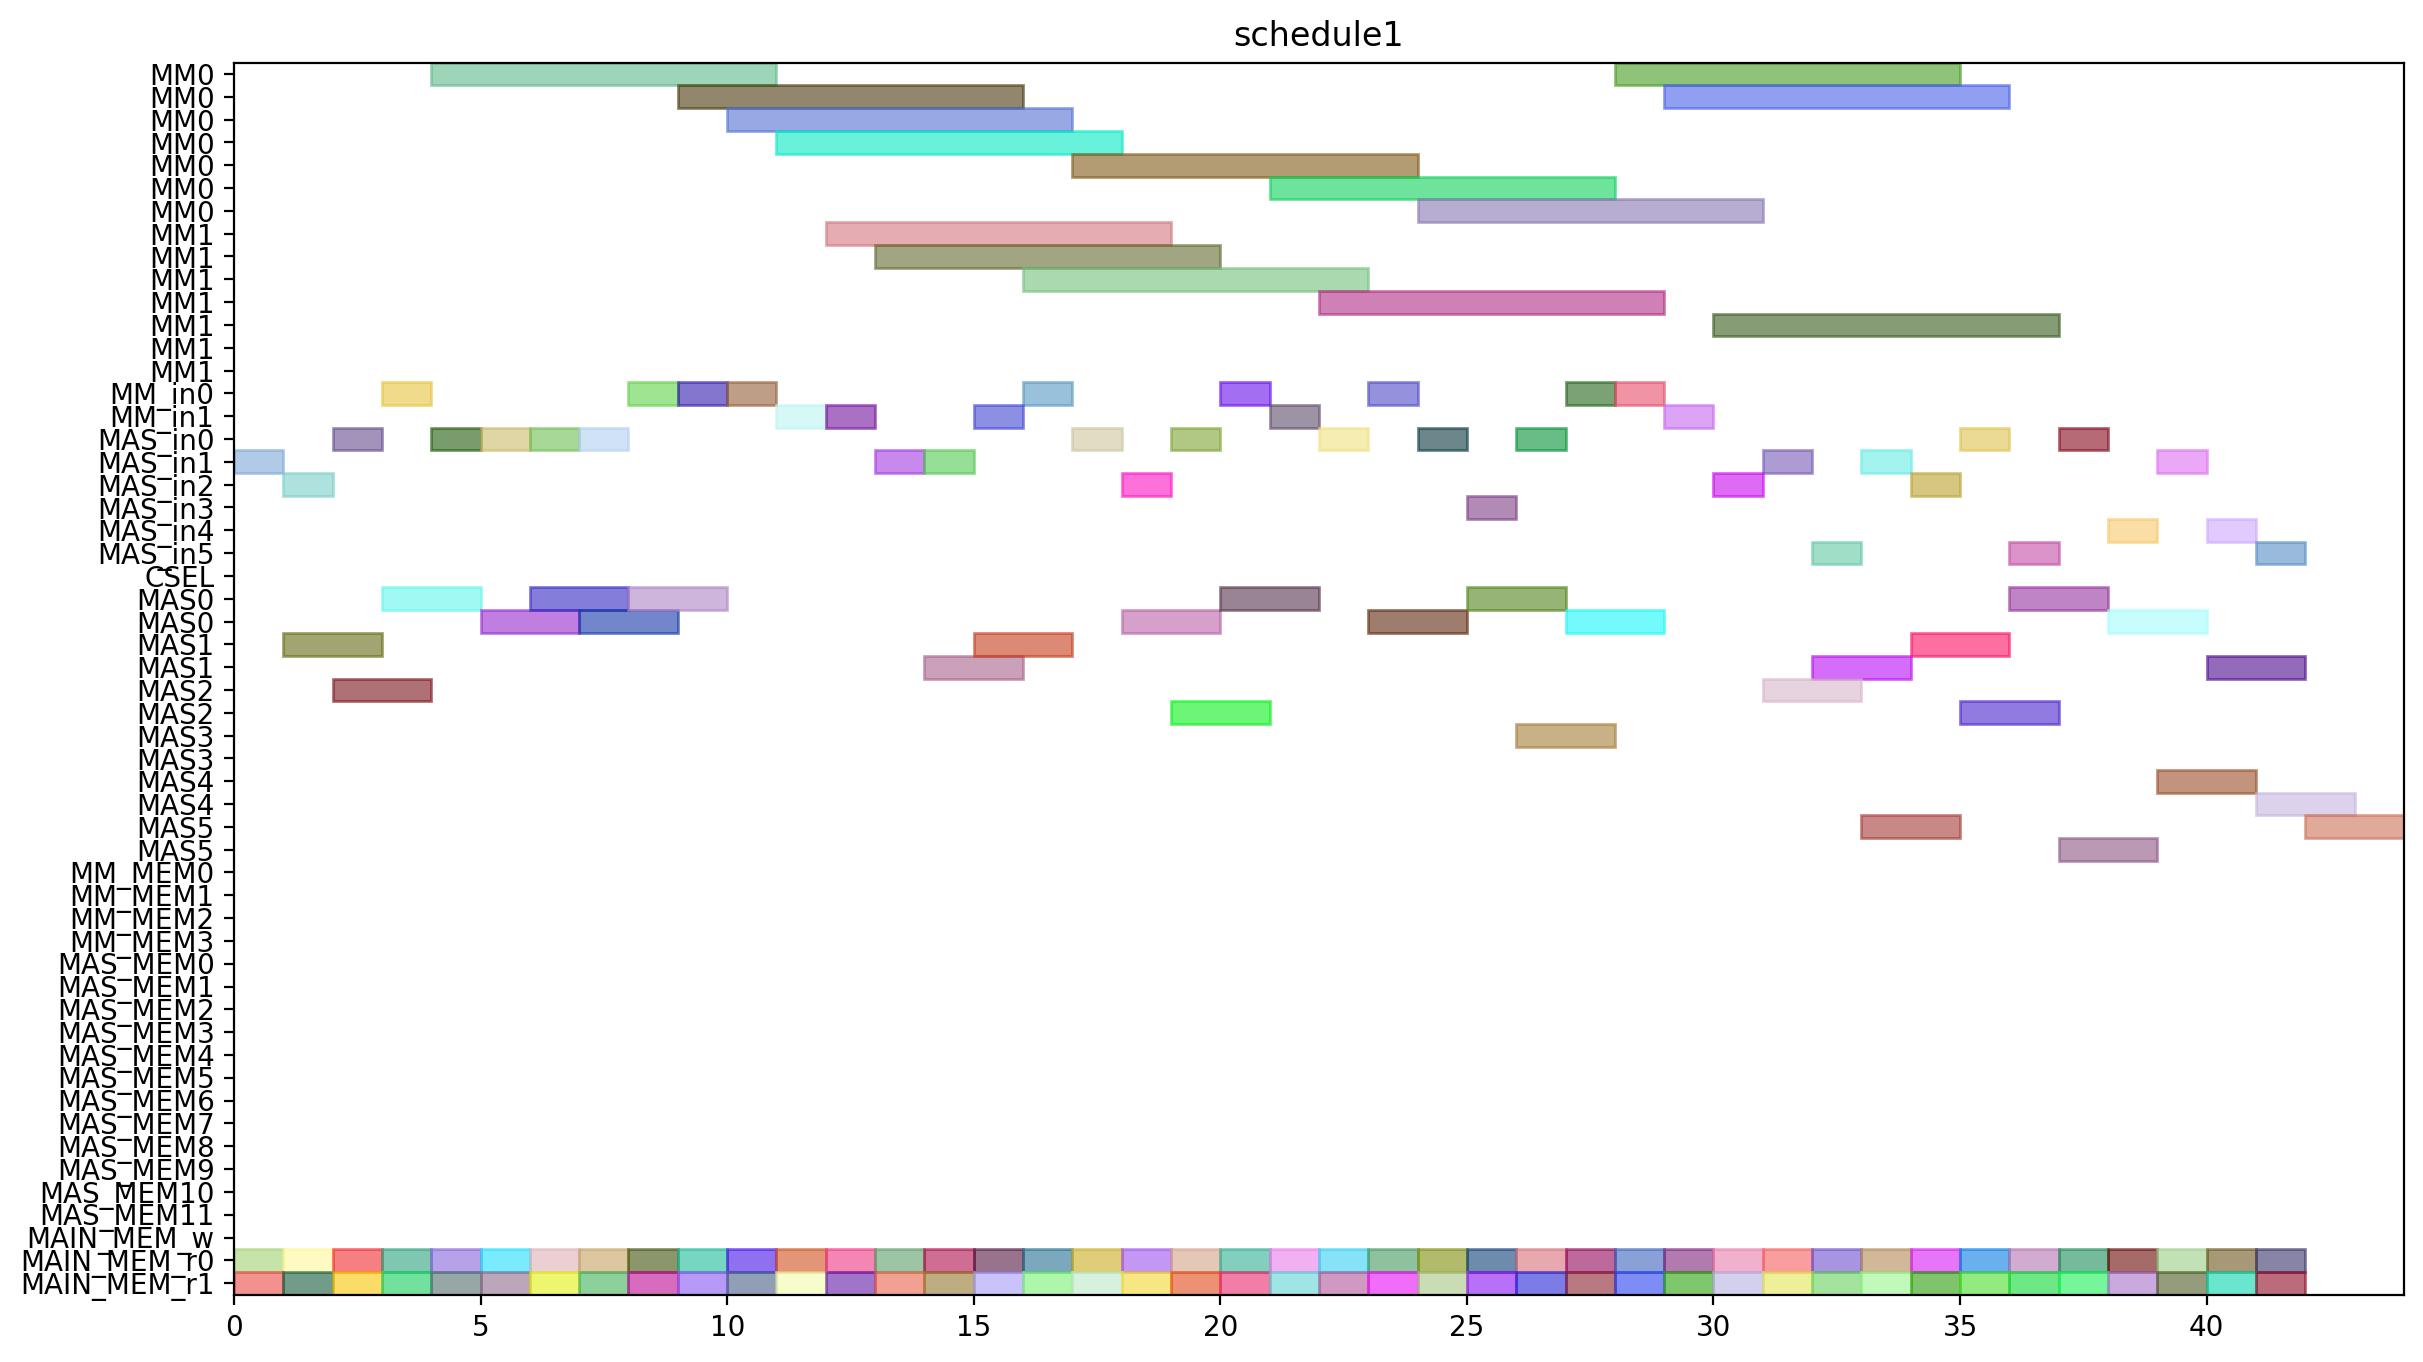 schedule1
MM0
MM0
MM0
MM0
MM0
MM0
MM0
MM1
MM1
MM1
MM1
MM1
MM1
MM1
MM_in0
MM_in1
MAS_in0
MAS_in1
MAS_in2
MAS_in3
MAS_in4
MAS_in5
CSEL
MAS0
MAS0
MAS1
MAS1
MAS2
MAS2
MAS3
MAS3
MAS4
MAS4
MAS5
MAS5
MM_MEM0
MM_MEM1
MM_MEM2
MM_MEM3
MAS_MEM0
MAS_MEM1
MAS_MEM2
MAS_MEM3
MAS_MEM4
MAS_MEM5
MAS_MEM6
MAS_MEM7
MAS_MEM8
MAS_MEM9
MAS_MEM10
MAS_MEM11
MAIN_MEM_w
MAIN_MEM_r0
MAIN_MEM_r1
0 5 10 15 20 25 30 35 40